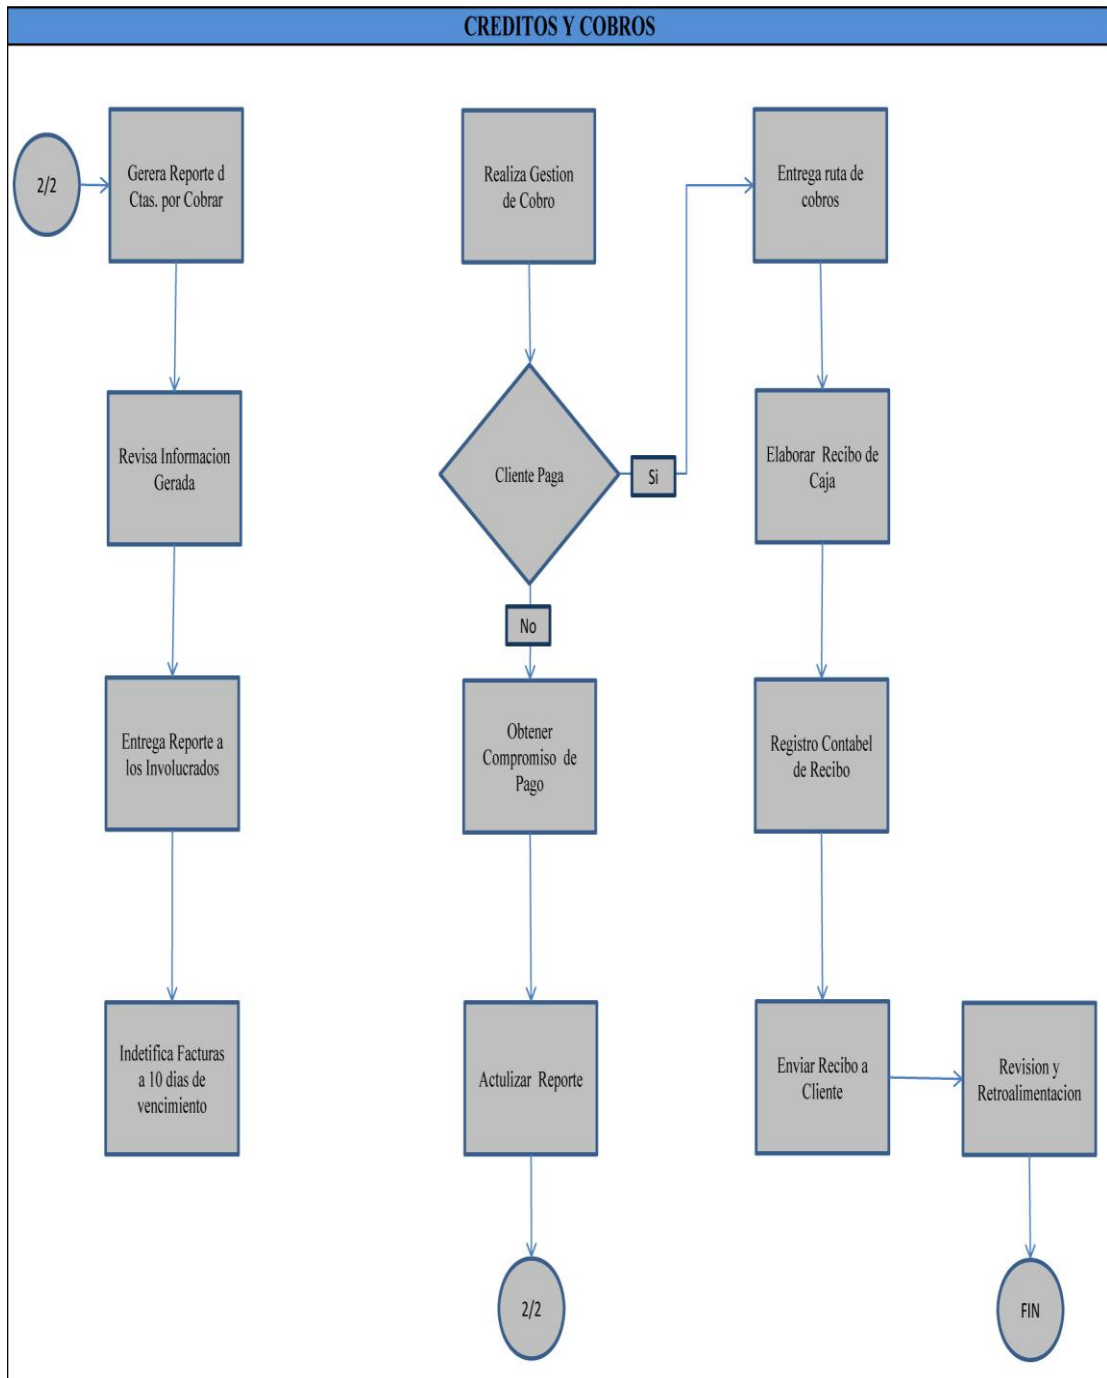 CREDITOS Y COBROS
2/2
Gerera Reporte d
Ctas. por Cobrar
Revisa Informacion
Gerada
Entrega Reporte a
los Involucrados
Indetifica Facturas
a 10 dias de
vencimiento
Realiza Gestion
de Cobro
Cliente Paga
Si
No
Obtener
Compromiso de
Pago
Actulizar Reporte
2/2
Entrega ruta de
cobros
Elaborar Recibo de
Caja
Registro Contabel
de Recibo
Enviar Recibo a
Cliente
Revision y
Retroalimentacion
FIN